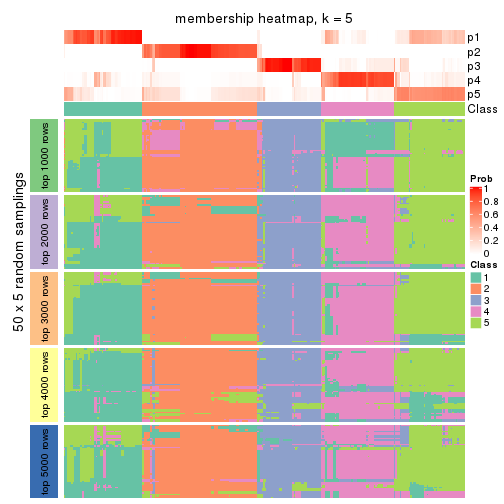 membership heatmap, k = 5
p1
p2
p3
p4
p5
Class
50 x 5 random samplings
top 1000 rows
top 2000 rows
top 3000 rows
top 4000 rows
top 5000 rows
Prob
1
0.8
0.6
0.4
0.2
0
Class
1
2
3
4
5